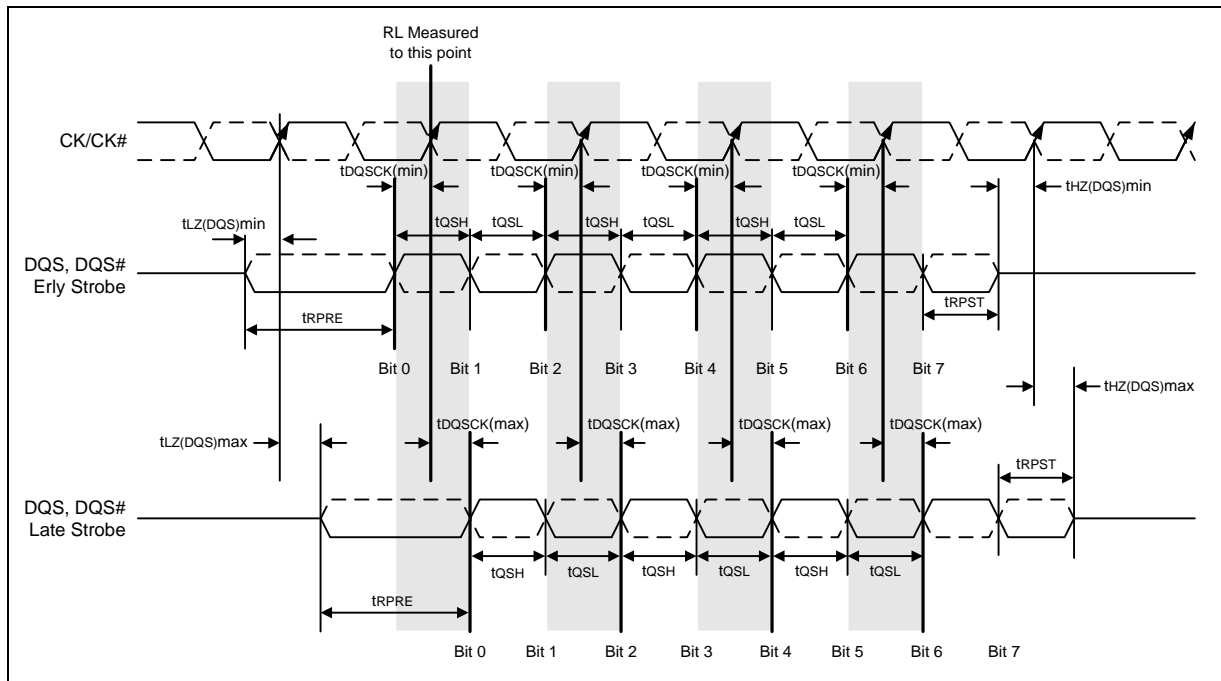 RL Measured
to this point
CK/CK#
tDQSCK(min) tDQSCK(min) tDQSCK(min) tDQSCK(min)
tHZ(DQS)min
tLZ(DQS)min
tQSH tQSL tQSH tQSL tQSH tQSL
DQS, DQS#
Erly Strobe
tRPRE
tRPST
Bit 0 Bit 1 Bit 2 Bit 3 Bit 4 Bit 5 Bit 6 Bit 7
tHZ(DQS)max
tDQSCK(max) tDQSCK(max) tDQSCK(max) tDQSCK(max)
tLZ(DQS)max
tRPST
DQS, DQS#
Late Strobe
tQSH tQSL tQSH tQSL tQSH tQSL
tRPRE
Bit 0 Bit 1 Bit 2 Bit 3 Bit 4 Bit 5 Bit 6 Bit 7